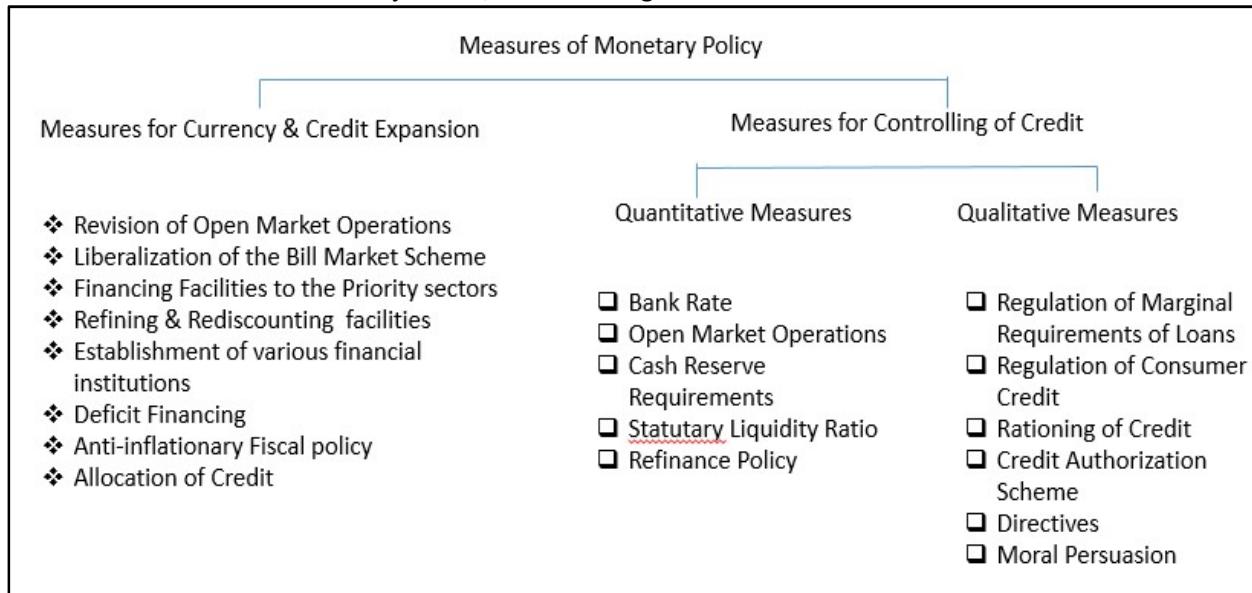 Measures of Monetary Policy
Measures for Currency & Credit Expansion
❖ Revision of Open Market Operations
❖ Liberalization of the Bill Market Scheme
❖ Financing Facilities to the Priority sectors
❖ Refining & Rediscounting facilities
❖ Establishment of various financial
institutions
❖ Deficit Financing
❖ Anti-inflationary Fiscal policy
❖ Allocation of Credit
Measures for Controlling of Credit
Quantitative Measures
❑ Bank Rate
❑ Open Market Operations
❑ Cash Reserve
Requirements
❑ Statutary Liquidity Ratio
❑ Refinance Policy
Qualitative Measures
❑ Regulation of Marginal
Requirements of Loans
❑ Regulation of Consumer
Credit
❑ Rationing of Credit
❑ Credit Authorization
Scheme
❑ Directives
❑ Moral Persuasion